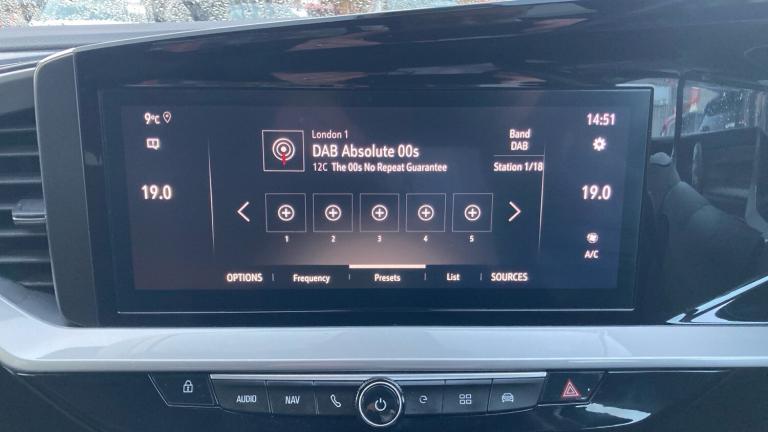 9°C
14:51
London 1
DAB Absolute 00s
12C The 00s No Repeat Guarantee
Band
DAB
Station 1/18
19.0
19.0
1 2 3 4 5
A/C
OPTIONS Frequency Presets List SOURCES
AUDIO NAV